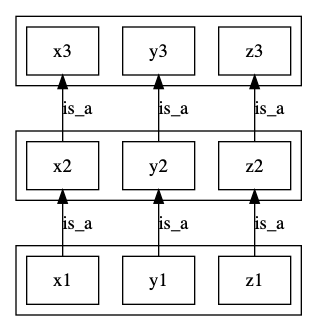 x3 y3 z3
is_a is_a is_a
x2 y2 z2
is_a is_a is_a
x1 y1 z1